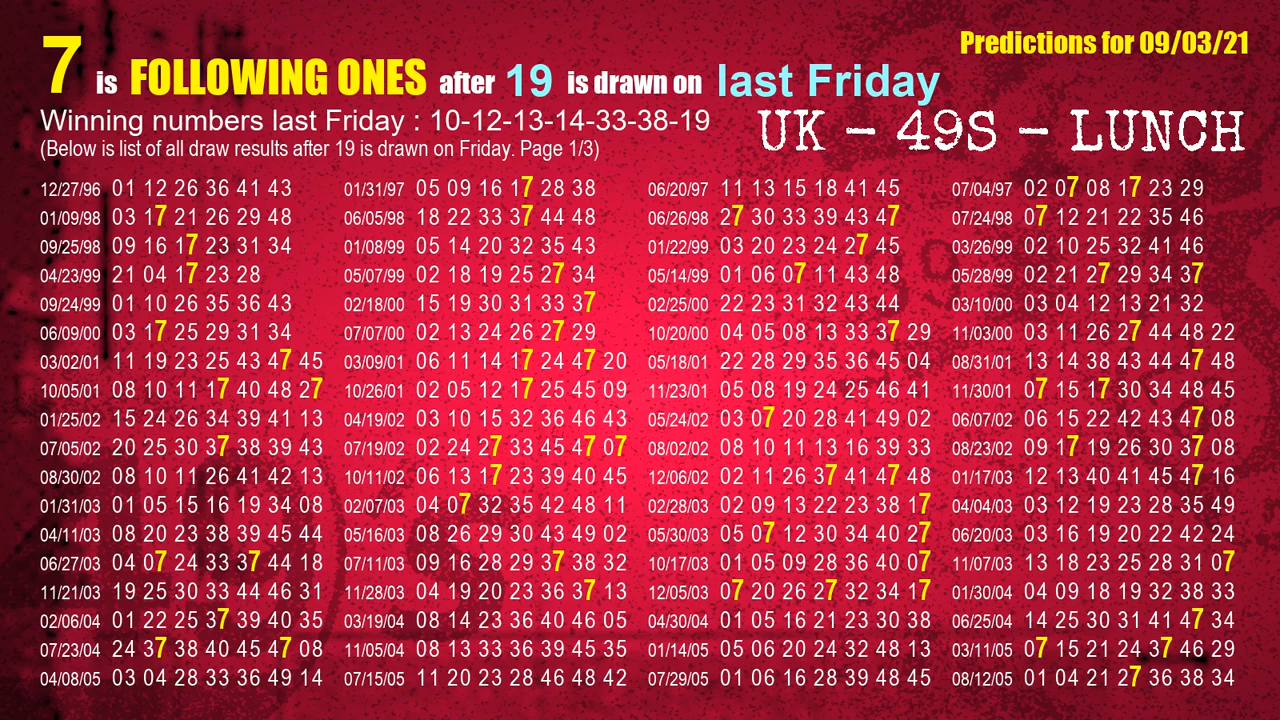 Predictions for 09/03/21
7 is FOLLOWING ONES after 19 is drawn on last Friday
Winning numbers last Friday : 10-12-13-14-33-38-19
UK - 49S - LUNCH
(Below is list of all draw results after 19 is drawn on Friday. Page 1/3)
12/27/96 01 12 26 36 41 43 01/31/97 05 09 16 17 28 38 06/20/97 11 13 15 18 41 45 07/04/97 02 07 08 17 23 29
01/09/98 03 17 21 26 29 48 06/05/98 18 22 33 37 44 48 06/26/98 27 30 33 39 43 47 07/24/98 07 12 21 22 35 46
09/25/98 09 16 17 23 31 34 01/08/99 05 14 20 32 35 43 01/22/99 03 20 23 24 27 45 03/26/99 02 10 25 32 41 46
04/23/99 21 04 17 23 28 05/07/99 02 18 19 25 27 34 05/14/99 01 06 07 11 43 48 05/28/99 02 21 27 29 34 37
09/24/99 01 10 26 35 36 43 02/18/00 15 19 30 31 33 37 02/25/00 22 23 31 32 43 44 03/10/00 03 04 12 13 21 32
06/09/00 03 17 25 29 31 34 07/07/00 02 13 24 26 27 29 10/20/00 04 05 08 13 33 37 29 11/03/00 03 11 26 27 44 48 22
03/02/01 11 19 23 25 43 47 45 03/09/01 06 11 14 17 24 47 20 05/18/01 22 28 29 35 36 45 04 08/31/01 13 14 38 43 44 47 48
10/05/01 08 10 11 17 40 48 27 10/26/01 02 05 12 17 25 45 09 11/23/01 05 08 19 24 25 46 41 11/30/01 07 15 17 30 34 48 45
01/25/02 15 24 26 34 39 41 13 04/19/02 03 10 15 32 36 46 43 05/24/02 03 07 20 28 41 49 02 06/07/02 06 15 22 42 43 47 08
07/05/02 20 25 30 37 38 39 43 07/19/02 02 24 27 33 45 47 07 08/02/02 08 10 11 13 16 39 33 08/23/02 09 17 19 26 30 37 08
08/30/02 08 10 11 26 41 42 13 10/11/02 06 13 17 23 39 40 45 12/06/02 02 11 26 37 41 47 48 01/17/03 12 13 40 41 45 47 16
01/31/03 01 05 15 16 19 34 08 02/07/03 04 07 32 35 42 48 11 02/28/03 02 09 13 22 23 38 17 04/04/03 03 12 19 23 28 35 49
04/11/03 08 20 23 38 39 45 44 05/16/03 08 26 29 30 43 49 02 05/30/03 05 07 12 30 34 40 27 06/20/03 03 16 19 20 22 42 24
06/27/03 04 07 24 33 37 44 18 07/11/03 09 16 28 29 37 38 32 10/17/03 01 05 09 28 36 40 07 11/07/03 13 18 23 25 28 31 07
11/21/03 19 25 30 33 44 46 31 11/28/03 04 19 20 23 36 37 13 12/05/03 07 20 26 27 32 34 17 01/30/04 04 09 18 19 32 38 33
02/06/04 01 22 25 37 39 40 35 03/19/04 08 14 23 36 40 46 05 04/30/04 01 05 16 21 23 30 38 06/25/04 14 25 30 31 41 47 34
07/23/04 24 37 38 40 45 47 08 11/05/04 08 13 33 36 39 45 35 01/14/05 05 06 20 24 32 48 13 03/11/05 07 15 21 24 37 46 29
04/08/05 03 04 28 33 36 49 14 07/15/05 11 20 23 28 46 48 42 07/29/05 01 06 16 28 39 48 45 08/12/05 01 04 21 27 36 38 34